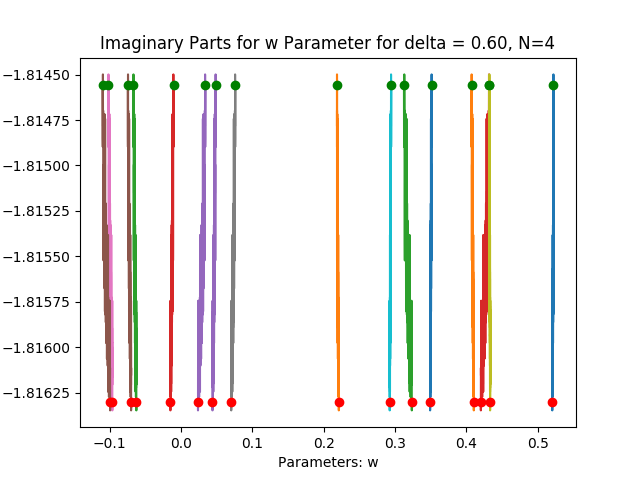 Imaginary Parts for w Parameter for delta = 0.60, N=4
−1.81450
−1.81475
−1.81500
−1.81525
−1.81550
−1.81575
−1.81600
−1.81625
−0.1 0.0 0.1 0.2 0.3 0.4 0.5
Parameters: w